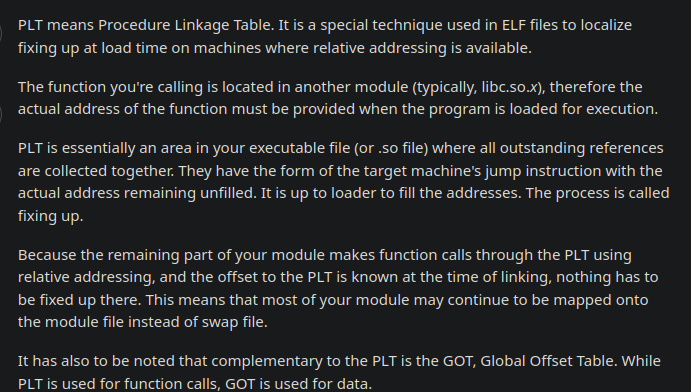 PLT means Procedure Linkage Table. It is a special technique used in ELF files to localize
fixing up at load time on machines where relative addressing is available.
The function you're calling is located in another module (typically, libc.so.x), therefore the
actual address of the function must be provided when the program is loaded for execution.
PLT is essentially an area in your executable file (or .so file) where all outstanding references
are collected together. They have the form of the target machine's jump instruction with the
actual address remaining unfilled. It is up to loader to fill the addresses. The process is called
fixing up.
Because the remaining part of your module makes function calls through the PLT using
relative addressing, and the offset to the PLT is known at the time of linking, nothing has to
be fixed up there. This means that most of your module may continue to be mapped onto
the module file instead of swap file.
It has also to be noted that complementary to the PLT is the GOT, Global Offset Table. While
PLT is used for function calls, GOT is used for data.